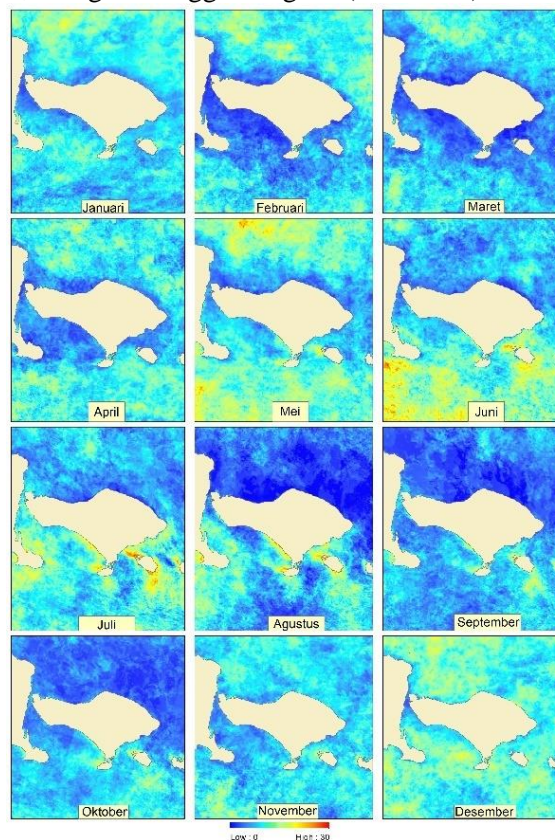 Januari
Februari
Maret
April
Mei
Juni
Juli
Agustus
September
Oktober
November
Desember
Low : 0 High : 30